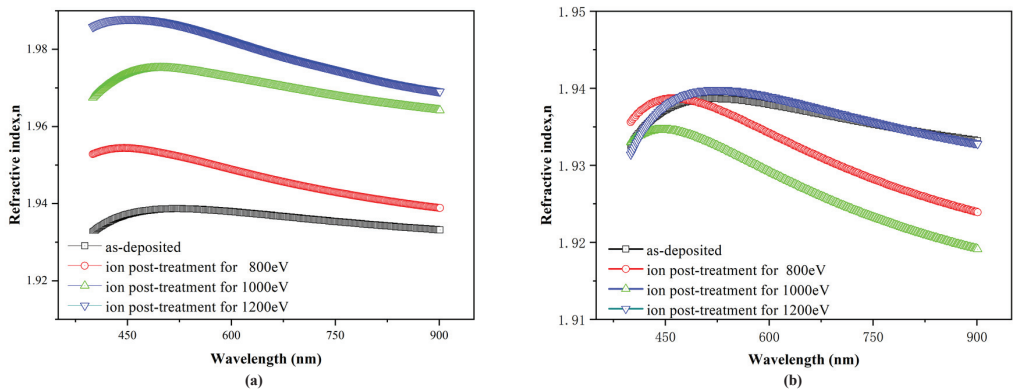 1.98
1.96
1.94
1.92
Refractive index,n
as-deposited
ion post-treatment for 800eV
ion post-treatment for 1000eV
ion post-treatment for 1200eV
450 600 750 900
Wavelength (nm)
(a)
1.95
1.94
1.93
1.92
1.91
Refractive index,n
as-deposited
ion post-treatment for 800eV
ion post-treatment for 1000eV
ion post-treatment for 1200eV
450 600 750 900
Wavelength (nm)
(b)